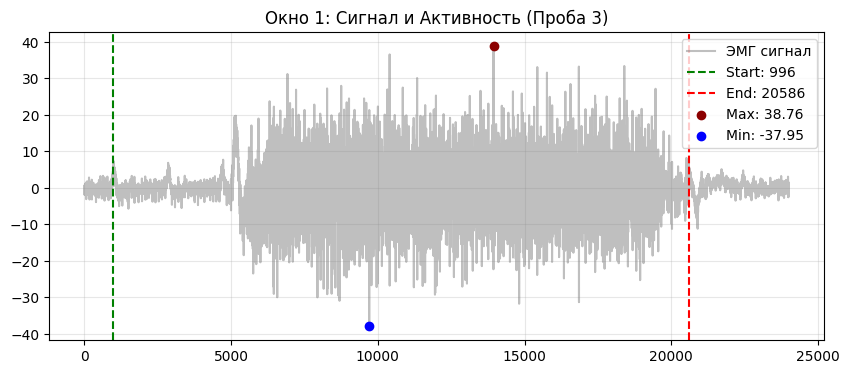 Окно 1: Сигнал и Активность (Проба 3)
40
30
20
10
0
−10
−20
−30
−40
0
5000
10000
15000
20000
25000
ЭМГ сигнал
Start: 996
End: 20586
Max: 38.76
Min: -37.95